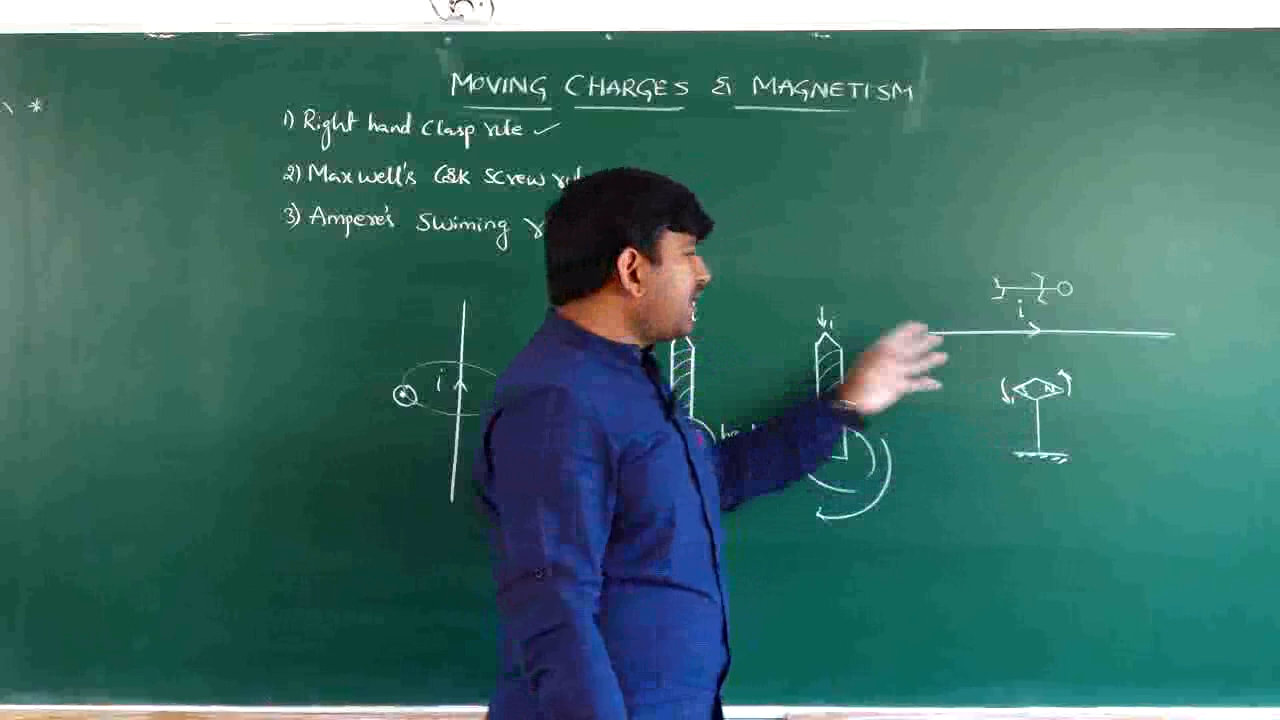 MOVING CHARGES & MAGNETISM
1) Right hand Clasp rule ✓
2) Maxwell's Cork Screw
3) Ampere's Swiming
i
i
i
i
S N